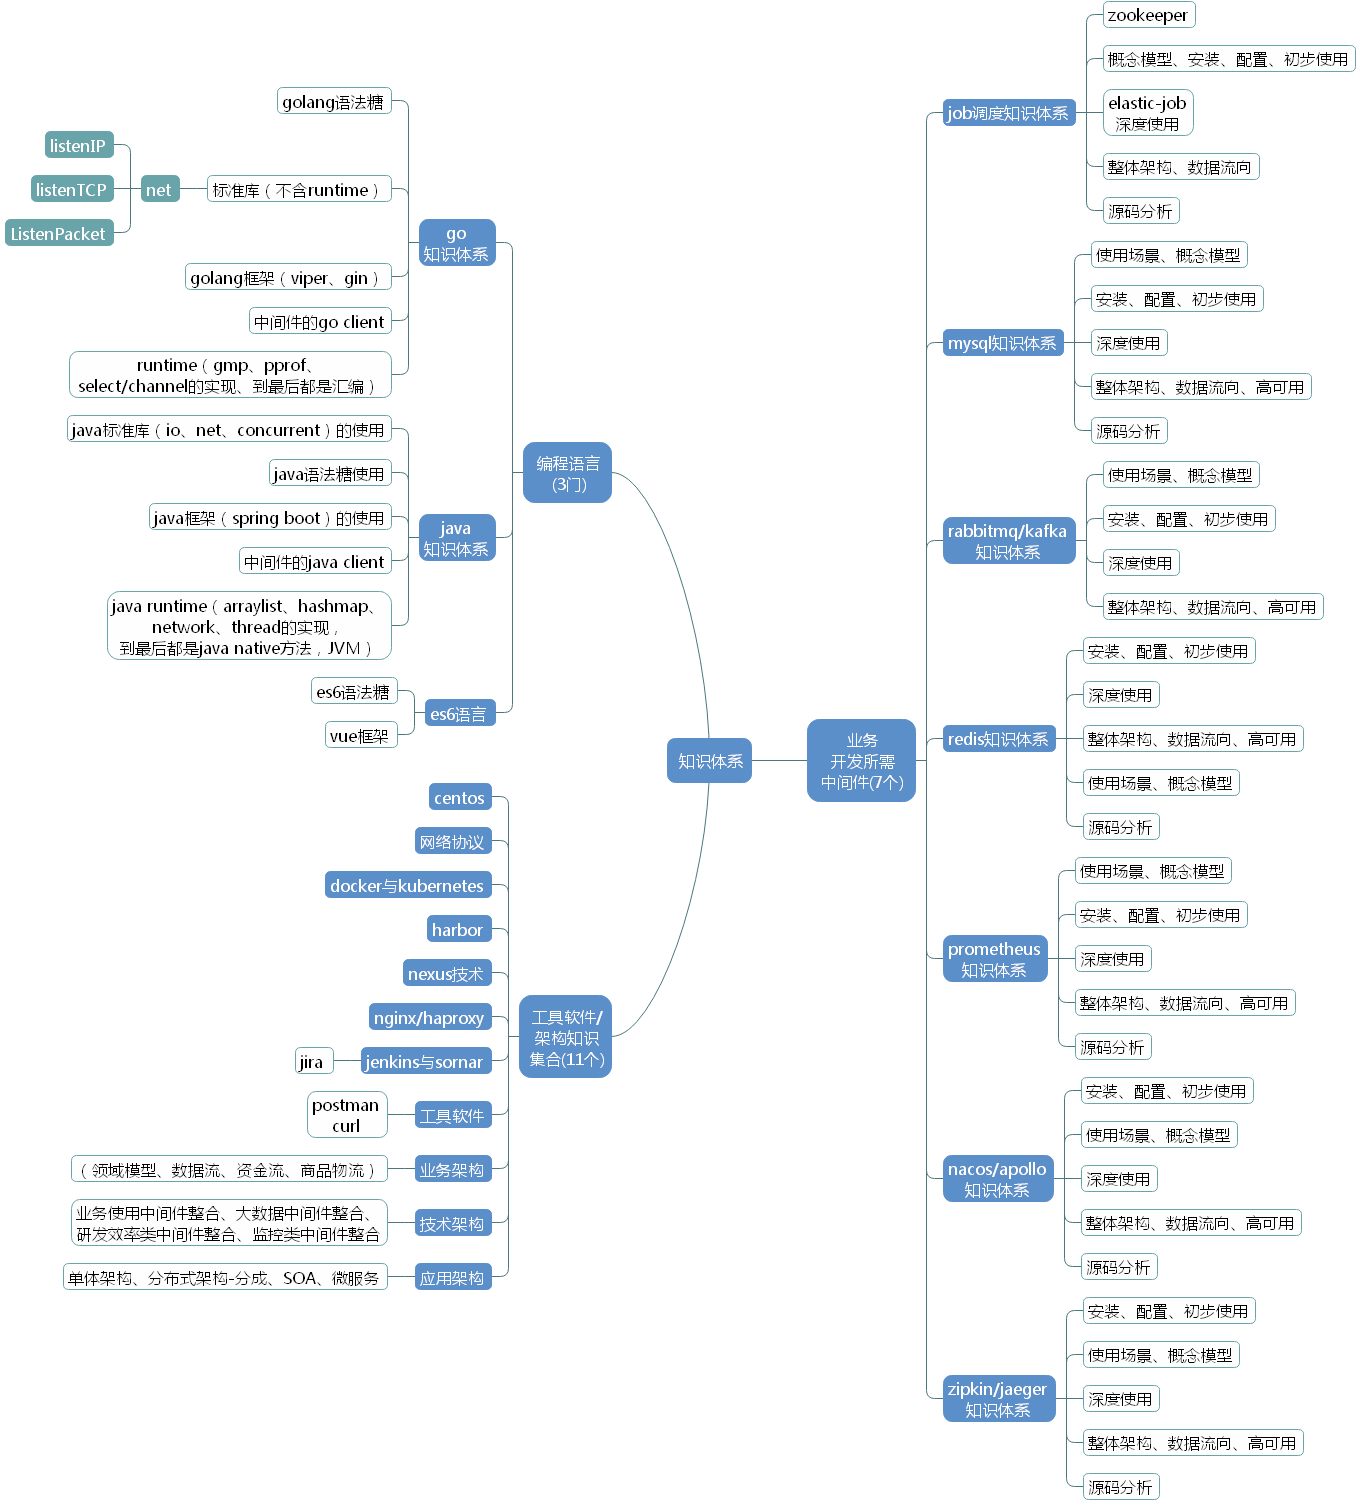 知识体系
编程语言
(3门)
go
知识体系
golang语法糖
标准库（不含runtime）
net
listenIP
listenTCP
ListenPacket
golang框架（viper、gin）
中间件的go client
runtime（gmp、pprof、
select/channel的实现、到最后都是汇编）
java
知识体系
java标准库（io、net、concurrent）的使用
java语法糖使用
java框架（spring boot）的使用
中间件的java client
java runtime（arraylist、hashmap、
network、thread的实现，
到最后都是java native方法，JVM）
es6语言
es6语法糖
vue框架
工具软件/
架构知识
集合(11个)
centos
网络协议
docker与kubernetes
harbor
nexus技术
nginx/haproxy
jenkins与sornar
jira
工具软件
postman
curl
业务架构
（领域模型、数据流、资金流、商品物流）
技术架构
业务使用中间件整合、大数据中间件整合、
研发效率类中间件整合、监控类中间件整合
应用架构
单体架构、分布式架构-分成、SOA、微服务
业务
开发所需
中间件(7个)
job调度知识体系
zookeeper
概念模型、安装、配置、初步使用
elastic-job
深度使用
整体架构、数据流向
源码分析
mysql知识体系
使用场景、概念模型
安装、配置、初步使用
深度使用
整体架构、数据流向、高可用
源码分析
rabbitmq/kafka
知识体系
使用场景、概念模型
安装、配置、初步使用
深度使用
整体架构、数据流向、高可用
redis知识体系
安装、配置、初步使用
深度使用
整体架构、数据流向、高可用
使用场景、概念模型
源码分析
prometheus
知识体系
使用场景、概念模型
安装、配置、初步使用
深度使用
整体架构、数据流向、高可用
源码分析
nacos/apollo
知识体系
安装、配置、初步使用
使用场景、概念模型
深度使用
整体架构、数据流向、高可用
源码分析
zipkin/jaeger
知识体系
安装、配置、初步使用
使用场景、概念模型
深度使用
整体架构、数据流向、高可用
源码分析